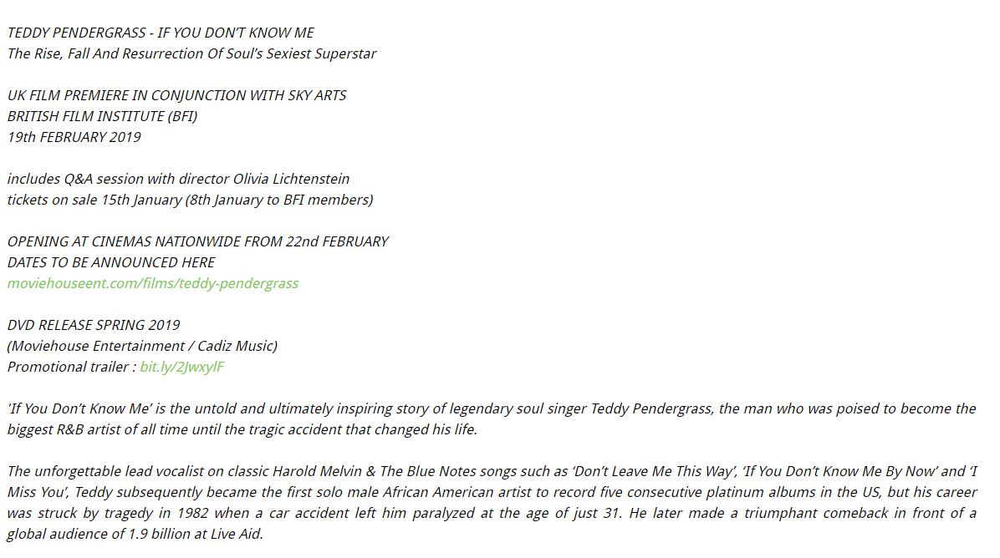 TEDDY PENDERGRASS - IF YOU DON’T KNOW ME
The Rise, Fall And Resurrection Of Soul’s Sexiest Superstar
UK FILM PREMIERE IN CONJUNCTION WITH SKY ARTS
BRITISH FILM INSTITUTE (BFI)
19th FEBRUARY 2019
includes Q&A session with director Olivia Lichtenstein
tickets on sale 15th January (8th January to BFI members)
OPENING AT CINEMAS NATIONWIDE FROM 22nd FEBRUARY
DATES TO BE ANNOUNCED HERE
moviehouseent.com/films/teddy-pendergrass
DVD RELEASE SPRING 2019
(Moviehouse Entertainment / Cadiz Music)
Promotional trailer : bit.ly/2JwxylF
'If You Don’t Know Me’ is the untold and ultimately inspiring story of legendary soul singer Teddy Pendergrass, the man who was poised to become the
biggest R&B artist of all time until the tragic accident that changed his life.
The unforgettable lead vocalist on classic Harold Melvin & The Blue Notes songs such as ‘Don’t Leave Me This Way’, ‘If You Don’t Know Me By Now’ and ‘I
Miss You’, Teddy subsequently became the first solo male African American artist to record five consecutive platinum albums in the US, but his career
was struck by tragedy in 1982 when a car accident left him paralyzed at the age of just 31. He later made a triumphant comeback in front of a
global audience of 1.9 billion at Live Aid.